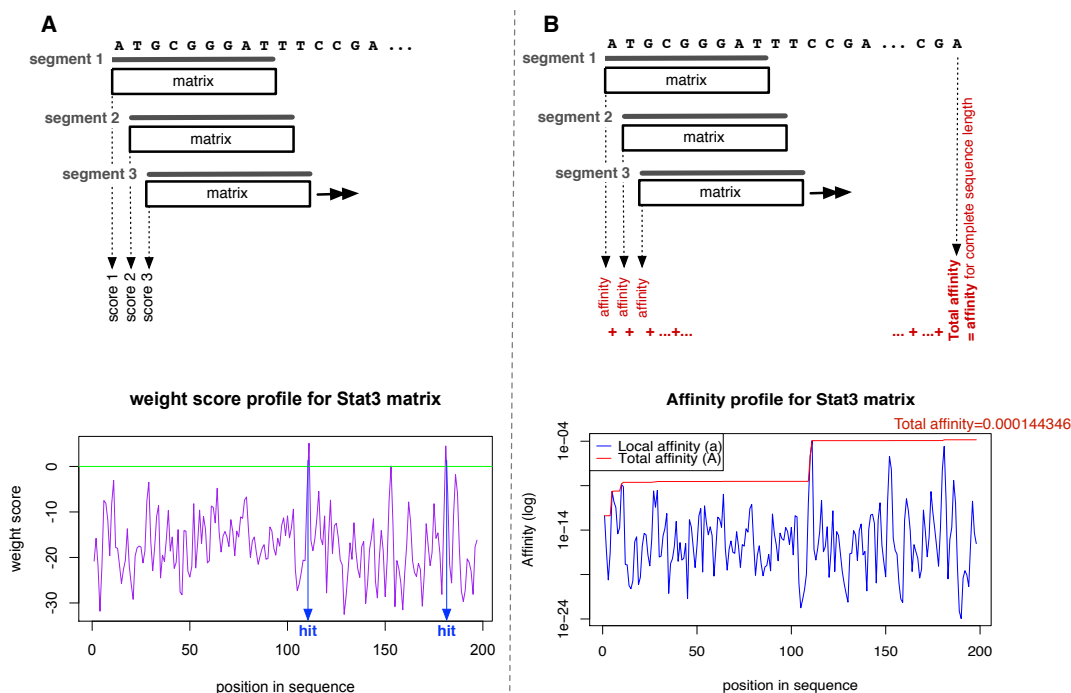 A
A T G C G G G A T T T C C G A ...
segment 1
matrix
segment 2
matrix
segment 3
matrix
score 1
score 2
score 3
weight score profile for Stat3 matrix
weight score
0
-10
-20
-30
hit
hit
0
50
100
150
200
position in sequence
B
A T G C G G G A T T T C C G A ... C G A
segment 1
matrix
segment 2
matrix
segment 3
matrix
affinity
affinity
affinity
+ + + ...+... ... + ...+
Total affinity
= affinity for complete sequence length
Affinity profile for Stat3 matrix
Total affinity=0.000144346
Local affinity (a)
Total affinity (A)
Affinity (log)
1e-04
1e-14
1e-24
0
50
100
150
200
position in sequence